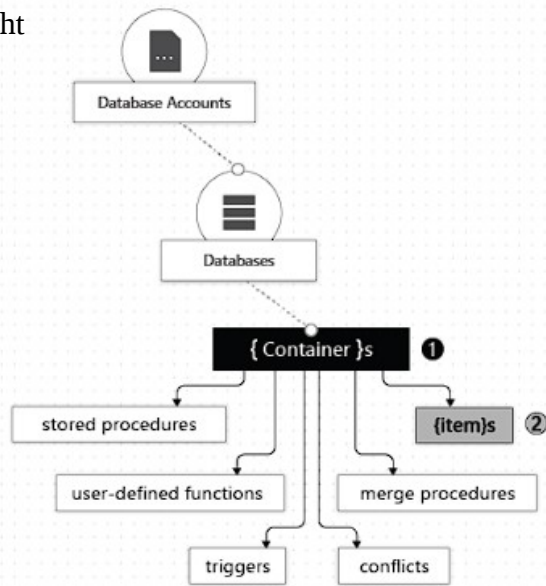 ht
...
Database Accounts
Databases
{ Container }s ❶
stored procedures
{item}s ②
user-defined functions
merge procedures
triggers
conflicts